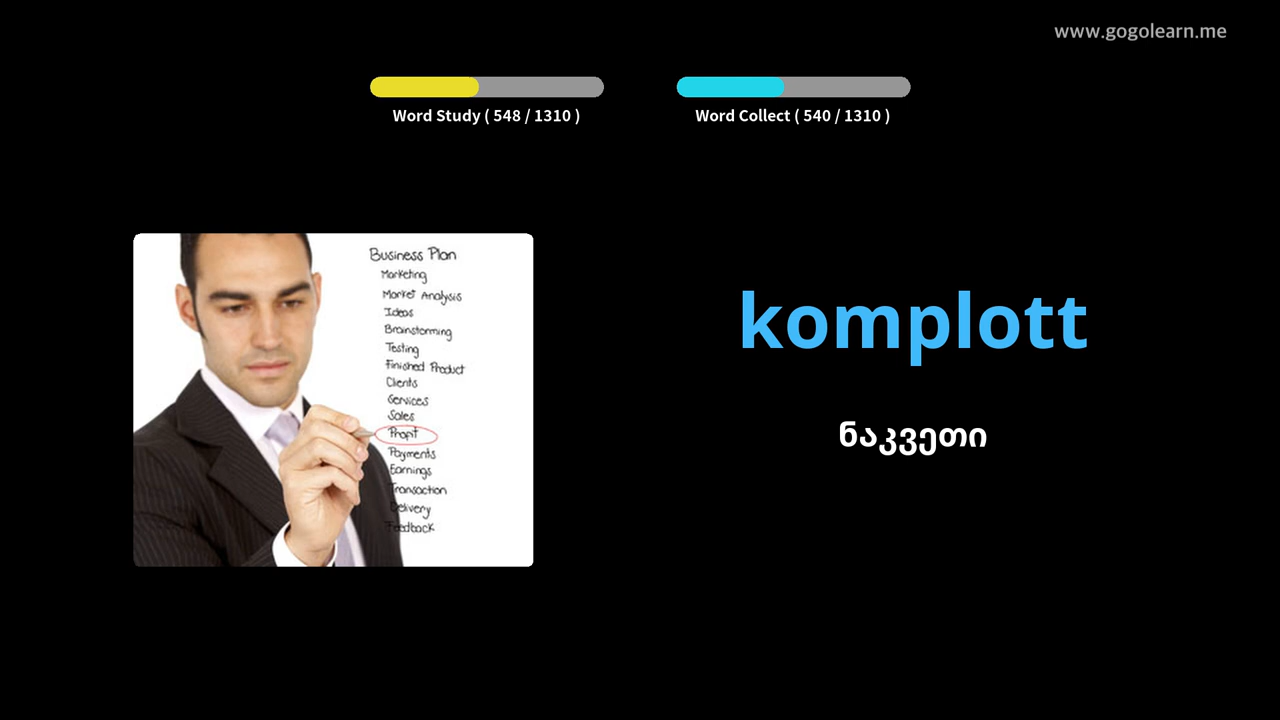 www.gogolearn.me
Word Study ( 548 / 1310 )
Word Collect ( 540 / 1310 )
Business Plan
Marketing
Market Analysis
Ideas
Brainstorming
Testing
Finished Product
Clients
Services
Sales
Profit
Payments
Earnings
Transaction
Delivery
Feedback
komplott
ნაკვეთი